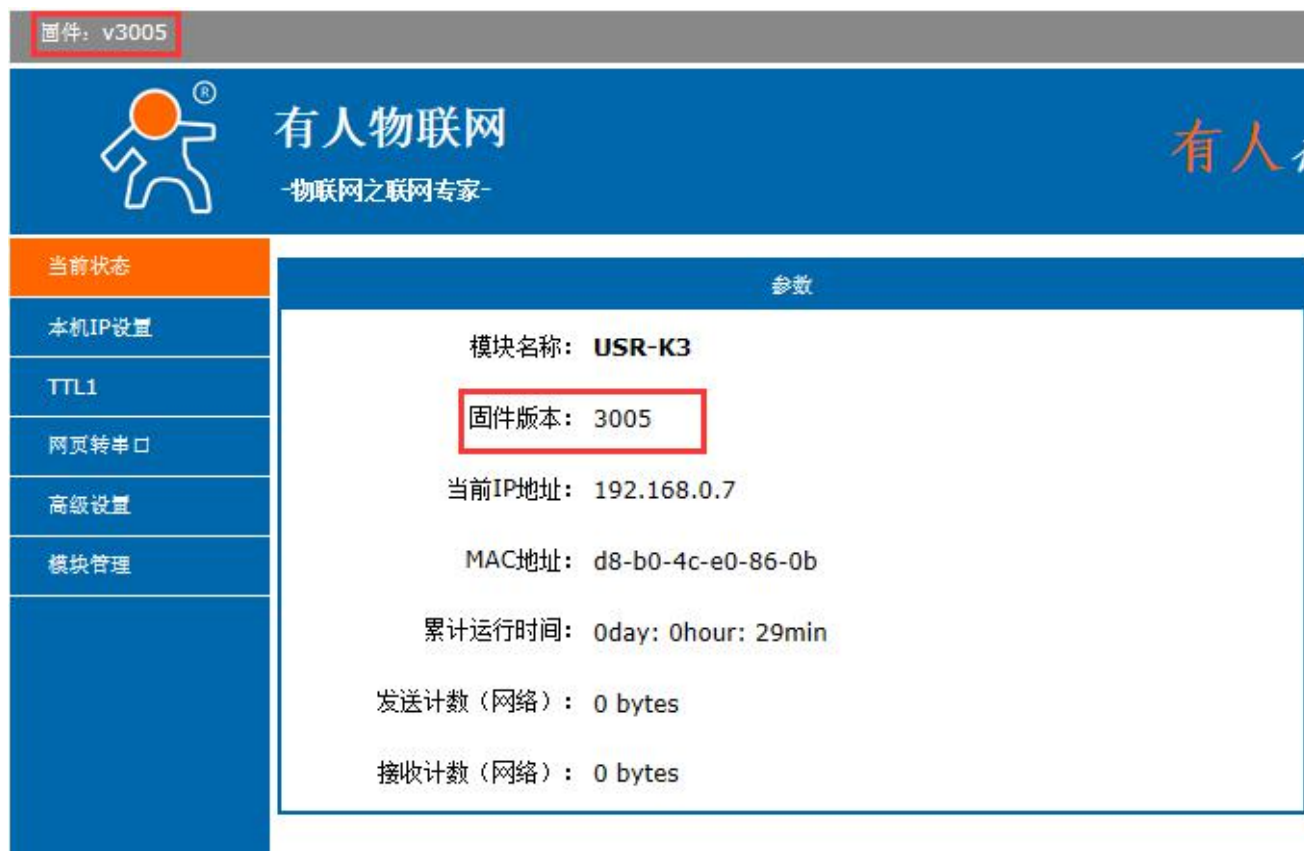 固件：v3005
®
有人物联网
-物联网之联网专家-
有人
当前状态
本机IP设置
TTL1
网页转串口
高级设置
模块管理
参数
模块名称： USR-K3
固件版本： 3005
当前IP地址： 192.168.0.7
MAC地址： d8-b0-4c-e0-86-0b
累计运行时间： 0day: 0hour: 29min
发送计数（网络）： 0 bytes
接收计数（网络）： 0 bytes